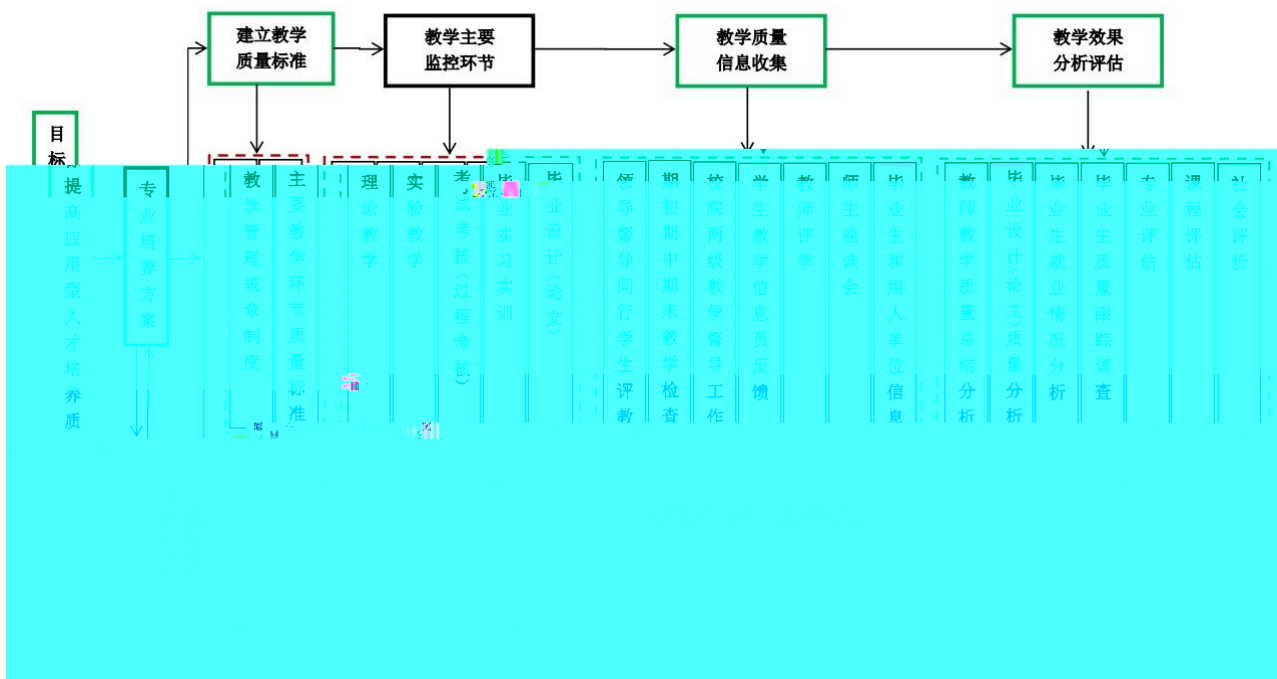 建立教学
质量标准
教学主要
监控环节
教学质量
信息收集
教学效果
分析评估
目标
提高应用型人才培养质
专业培养方案
教学管理规章制度
主要教学环节质量标准
理论教学
实验教学
考试考核(过程考核)
毕业实习实训
毕业设计(论文)
领导督导同行学生评教
期初期中期末教学检查
校院两级教学督导工作
学生教学信息员反馈
教师评学
师生座谈会
毕业生和用人单位信息
教师教学质量总结分析
毕业设计(论文)质量分析
毕业生就业情况分析
毕业生质量跟踪调查
专业评估
课程评估
社会评价